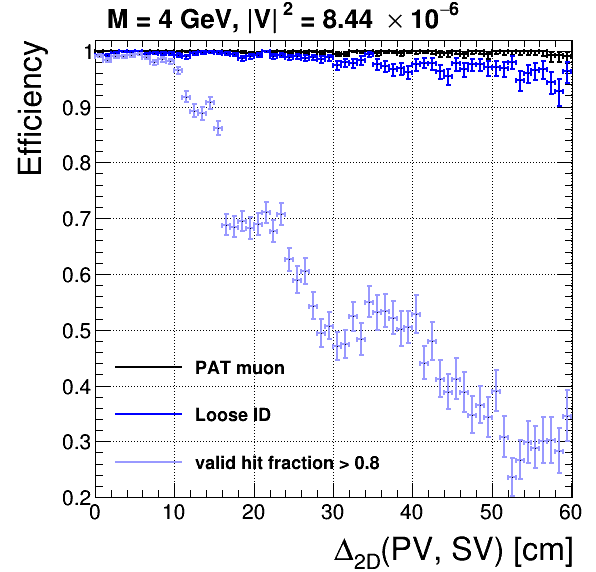 M = 4 GeV, |V|² = 8.44 × 10⁻⁶
Efficiency
1
0.9
0.8
0.7
0.6
0.5
0.4
0.3
0.2
PAT muon
Loose ID
valid hit fraction > 0.8
0 10 20 30 40 50 60
Δ₂D(PV, SV) [cm]